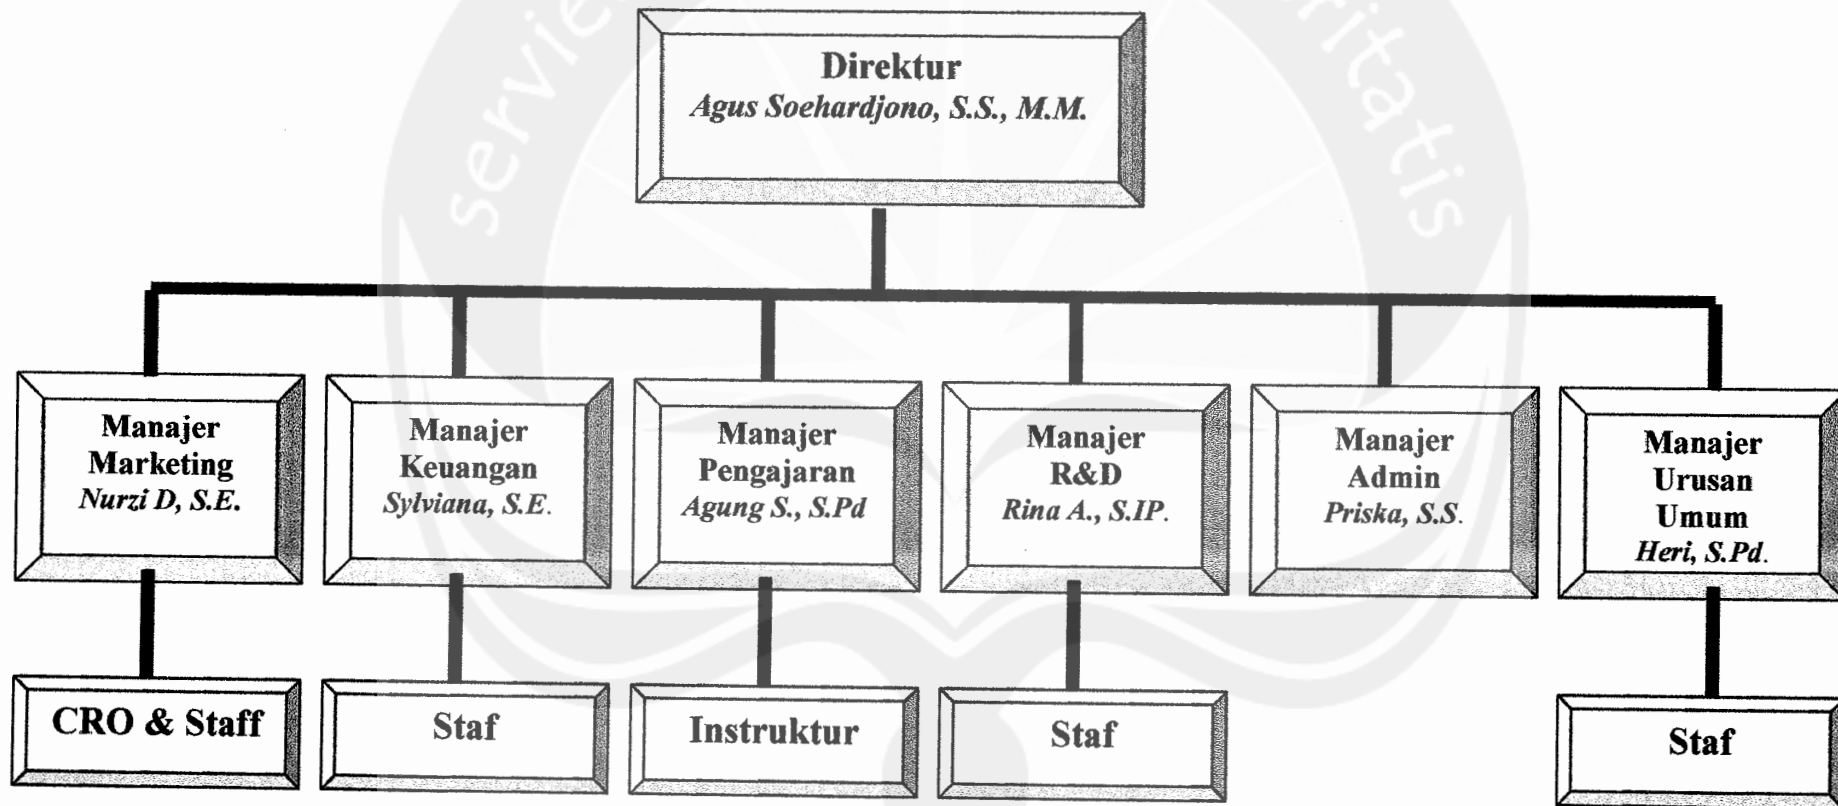 Direktur
Agus Soehardjono, S.S., M.M.
Manajer
Marketing
Nurzi D, S.E.
Manajer
Keuangan
Sylviana, S.E.
Manajer
Pengajaran
Agung S., S.Pd
Manajer
R&D
Rina A., S.IP.
Manajer
Admin
Priska, S.S.
Manajer
Urusan
Umum
Heri, S.Pd.
CRO & Staff
Staf
Instruktur
Staf
Staf